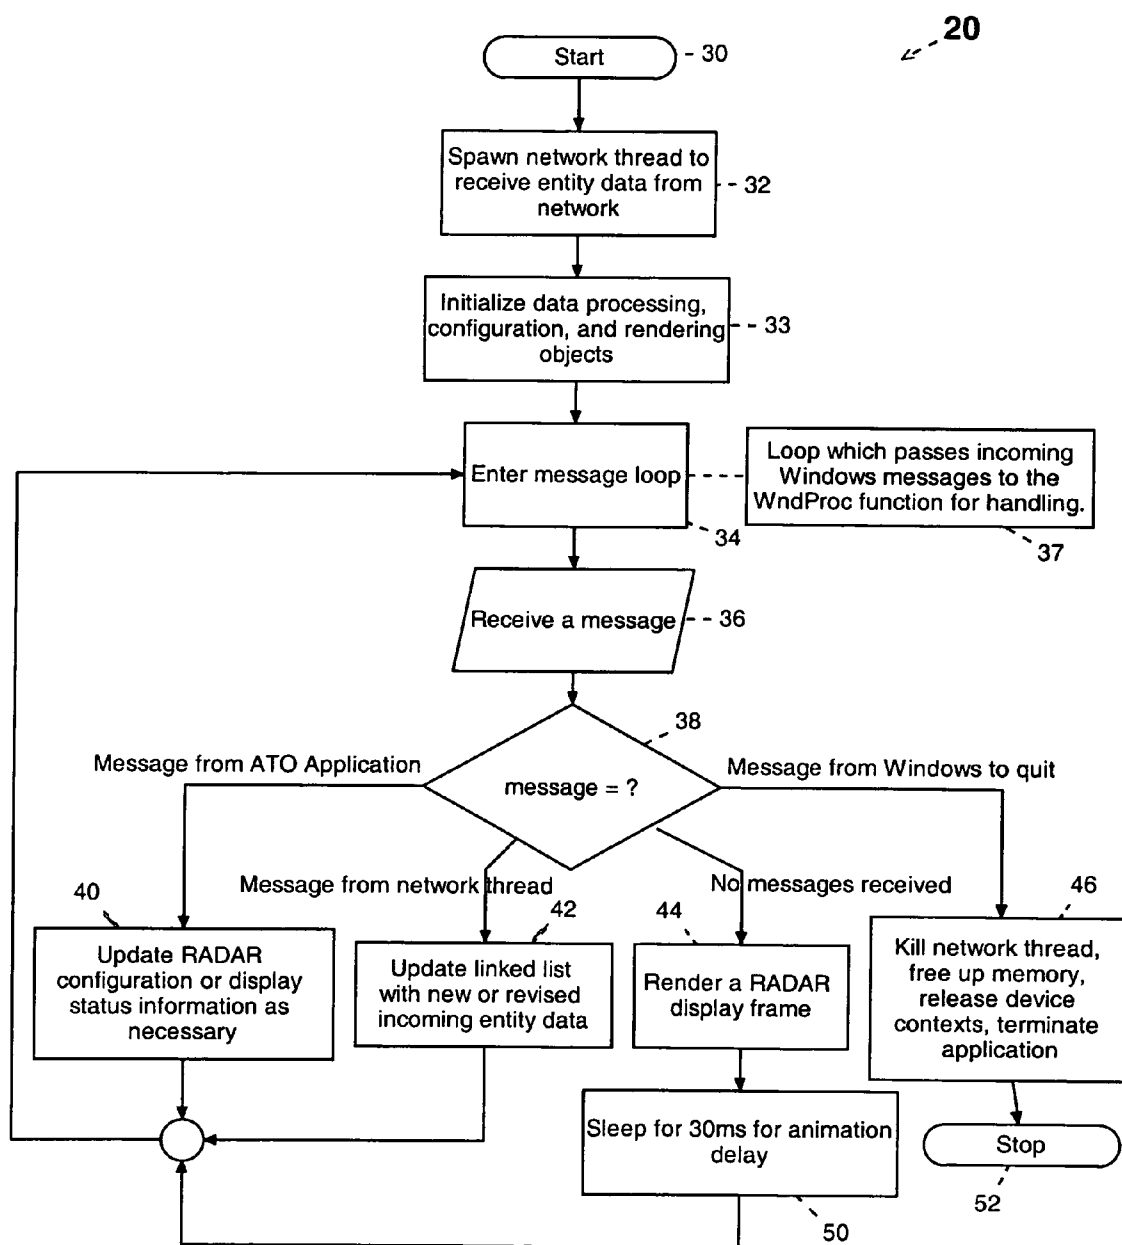 20
Start
30
Spawn network thread to
receive entity data from
network
32
Initialize data processing,
configuration, and rendering
objects
33
Enter message loop
34
Loop which passes incoming
Windows messages to the
WndProc function for handling.
37
Receive a message
36
38
message = ?
Message from ATO Application
Message from Windows to quit
Message from network thread
No messages received
40
Update RADAR
configuration or display
status information as
necessary
42
Update linked list
with new or revised
incoming entity data
44
Render a RADAR
display frame
46
Kill network thread,
free up memory,
release device
contexts, terminate
application
Sleep for 30ms for animation
delay
50
Stop
52